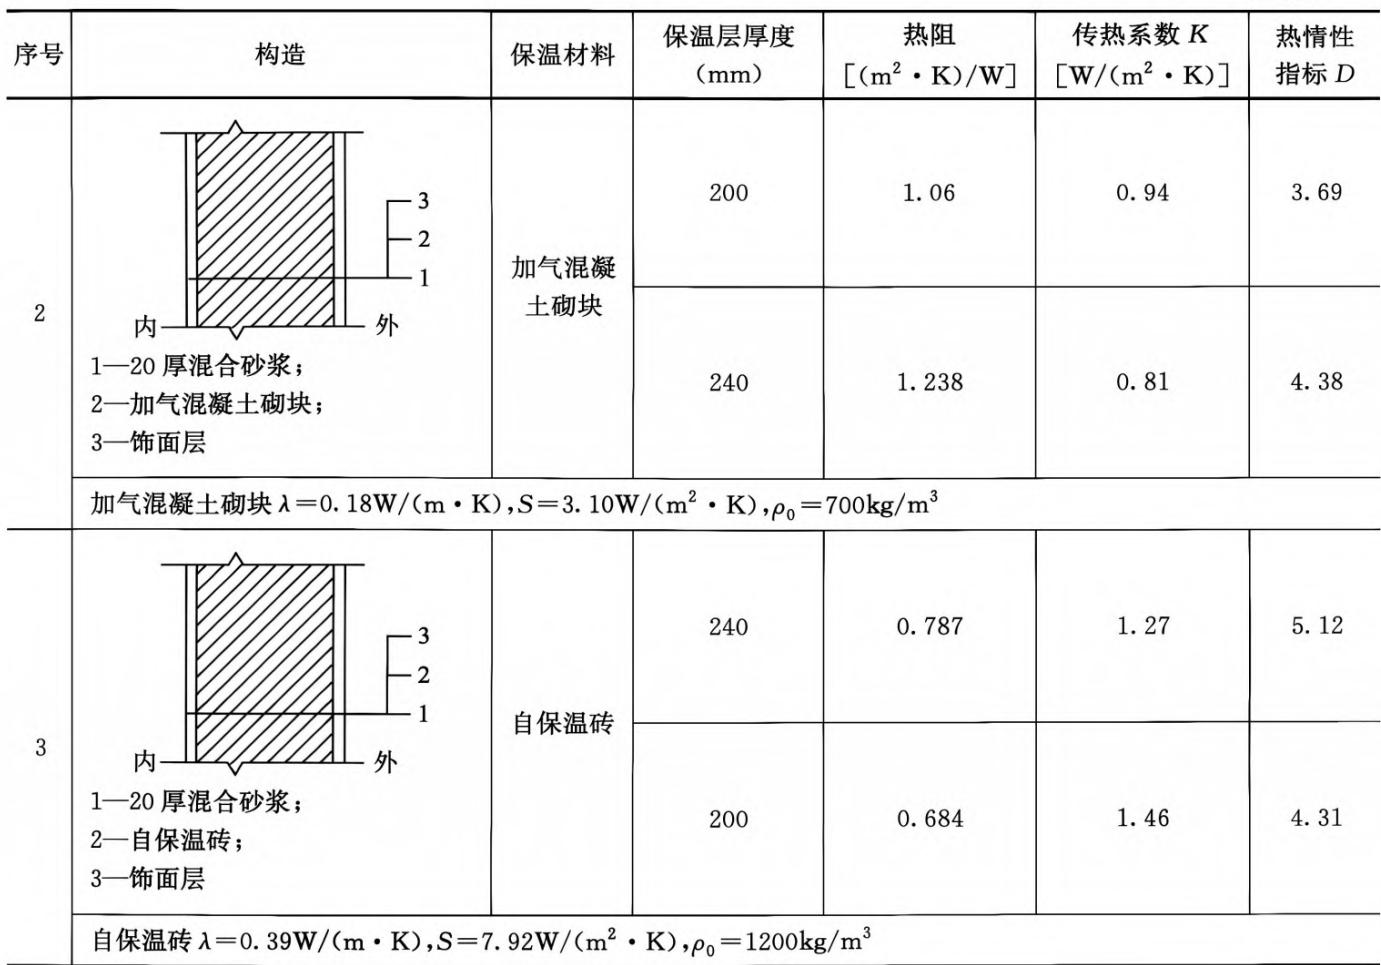 序号 构造 保温材料 保温层厚度 热阻 传热系数 K 热惰性
(mm) [(m²·K)/W] [W/(m²·K)] 指标 D
3
2
1
内 外
1—20 厚混合砂浆;
2—加气混凝土砌块;
3—饰面层
2
加气混凝
土砌块
200 1.06 0.94 3.69
240 1.238 0.81 4.38
加气混凝土砌块 λ=0.18W/(m·K),S=3.10W/(m²·K),ρ₀=700kg/m³
3
2
1
内 外
1—20 厚混合砂浆;
2—自保温砖;
3—饰面层
3
自保温砖
240 0.787 1.27 5.12
200 0.684 1.46 4.31
自保温砖 λ=0.39W/(m·K),S=7.92W/(m²·K),ρ₀=1200kg/m³